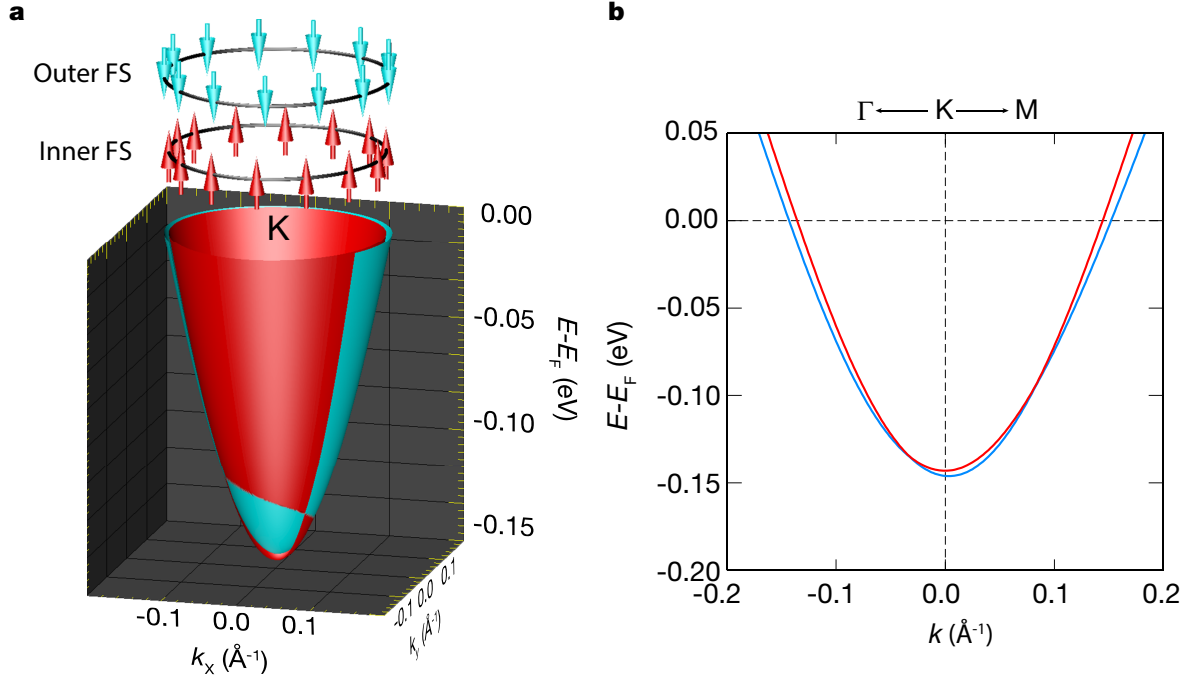 a
Outer FS
Inner FS
K
0.00
-0.05
-0.10
-0.15
E-E_F (eV)
-0.1 0.0 0.1
k_x (Å⁻¹)
-0.1 0.0 0.1
k_y (Å⁻¹)
b
Γ K M
0.05
0.00
-0.05
-0.10
-0.15
-0.20
E-E_F (eV)
-0.2 -0.1 0.0 0.1 0.2
k (Å⁻¹)